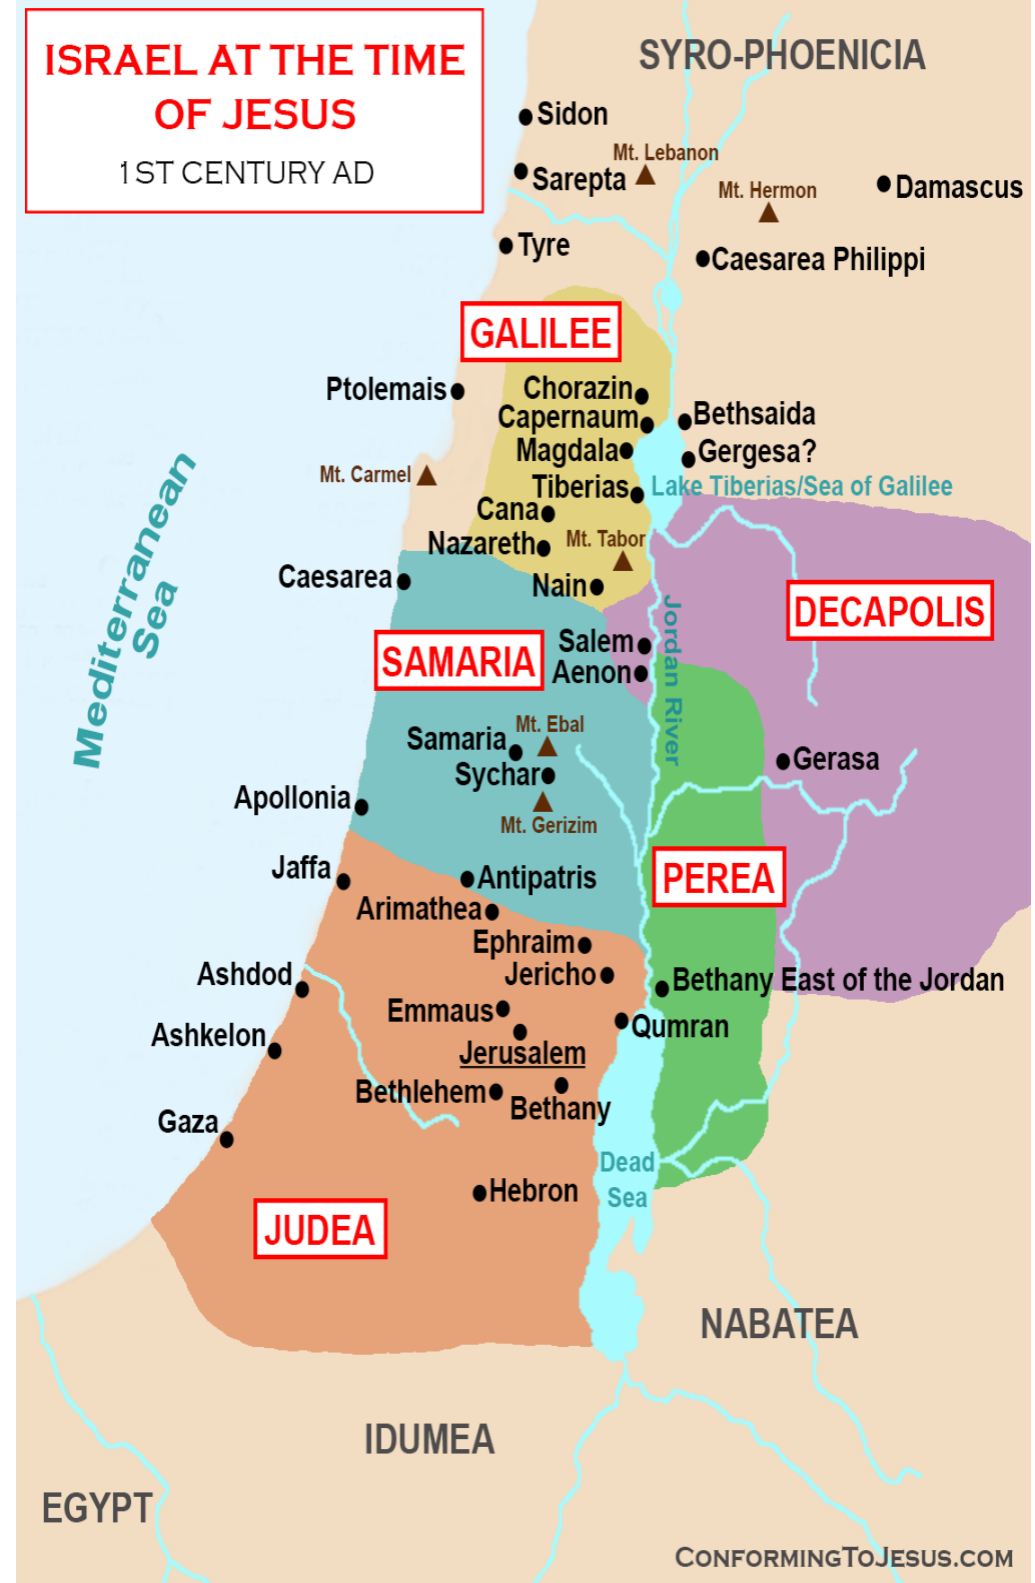 ISRAEL AT THE TIME
OF JESUS
1ST CENTURY AD
SYRO-PHOENICIA
Sidon
Mt. Lebanon
Sarepta
Mt. Hermon
Damascus
Tyre
Caesarea Philippi
GALILEE
Ptolemais
Chorazin
Capernaum
Bethsaida
Magdala
Gergesa?
Mt. Carmel
Tiberias
Lake Tiberias/Sea of Galilee
Cana
Nazareth
Mt. Tabor
Mediterranean
Sea
Caesarea
Nain
DECAPOLIS
Jordan River
Salem
SAMARIA
Aenon
Mt. Ebal
Samaria
Gerasa
Sychar
Apollonia
Mt. Gerizim
Jaffa
Antipatris
PEREA
Arimathea
Ephraim
Ashdod
Jericho
Bethany East of the Jordan
Emmaus
Qumran
Ashkelon
Jerusalem
Bethlehem
Bethany
Gaza
Dead
Sea
Hebron
JUDEA
NABATEA
IDUMEA
EGYPT
CONFORMINGTOJESUS.COM